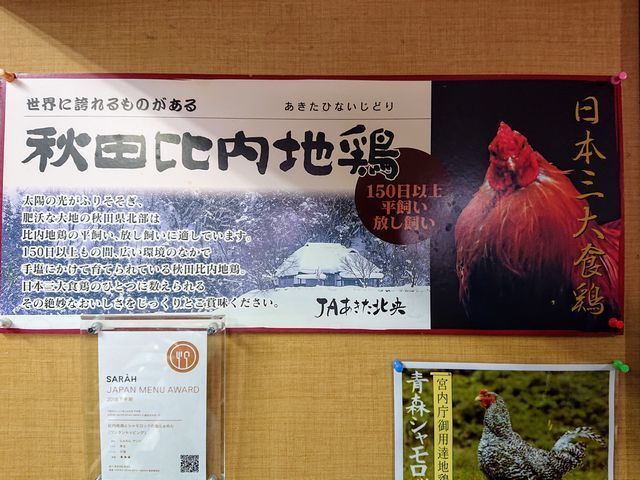 世界に誇れるものがある
あきたひないじどり
秋田比内地鶏
150日以上
平飼い
放し飼い
太陽の光がふりそそぎ、
肥沃な大地の秋田県北部は
比内地鶏の平飼い、放し飼いに適しています。
150日以上もの間、広い環境のなかで
手塩にかけて育てられている秋田比内地鶏。
日本三大食鶏のひとつに数えられる
その絶妙なおいしさをじっくりとご賞味ください。
JAあきた北央
日本三大食鶏
SARAH
JAPAN MENU AWARD
宮内庁御用達地鶏
青森シャモロ